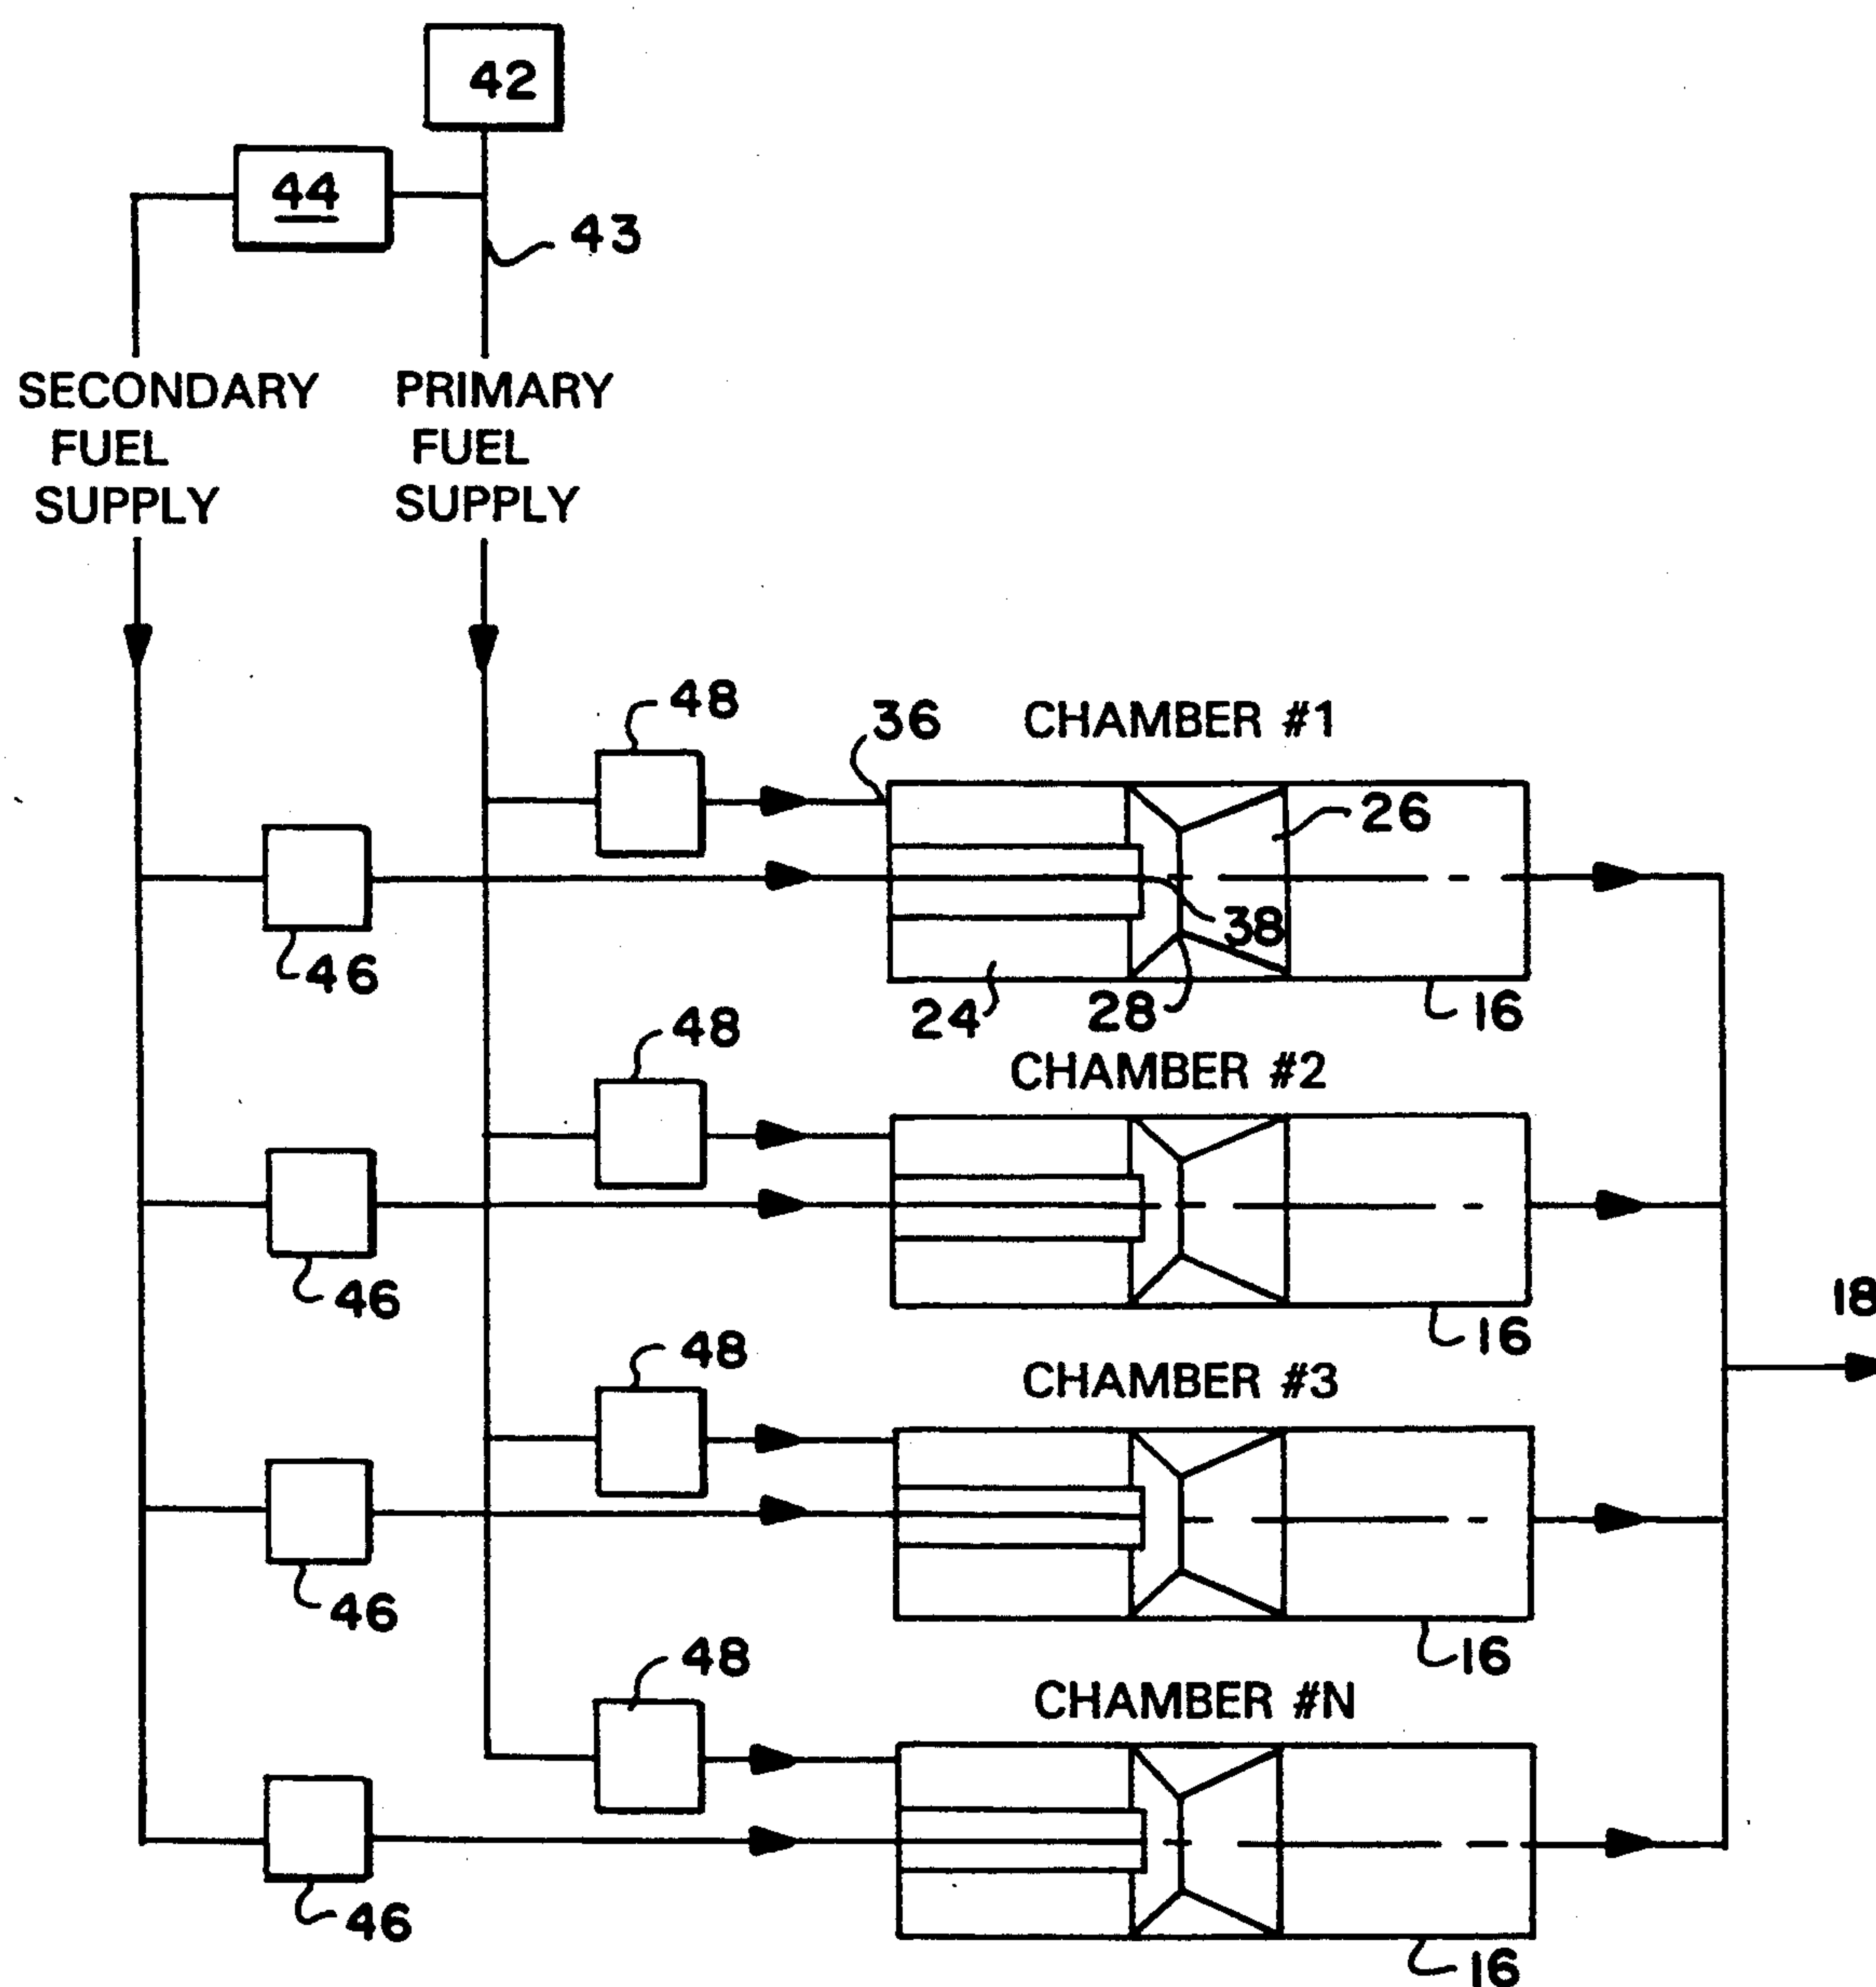 42
44
43
SECONDARY
FUEL
SUPPLY
PRIMARY
FUEL
SUPPLY
48
36
CHAMBER #1
26
38
46
24
28
16
48
CHAMBER #2
46
16
18
48
CHAMBER #3
46
16
48
CHAMBER #N
46
16